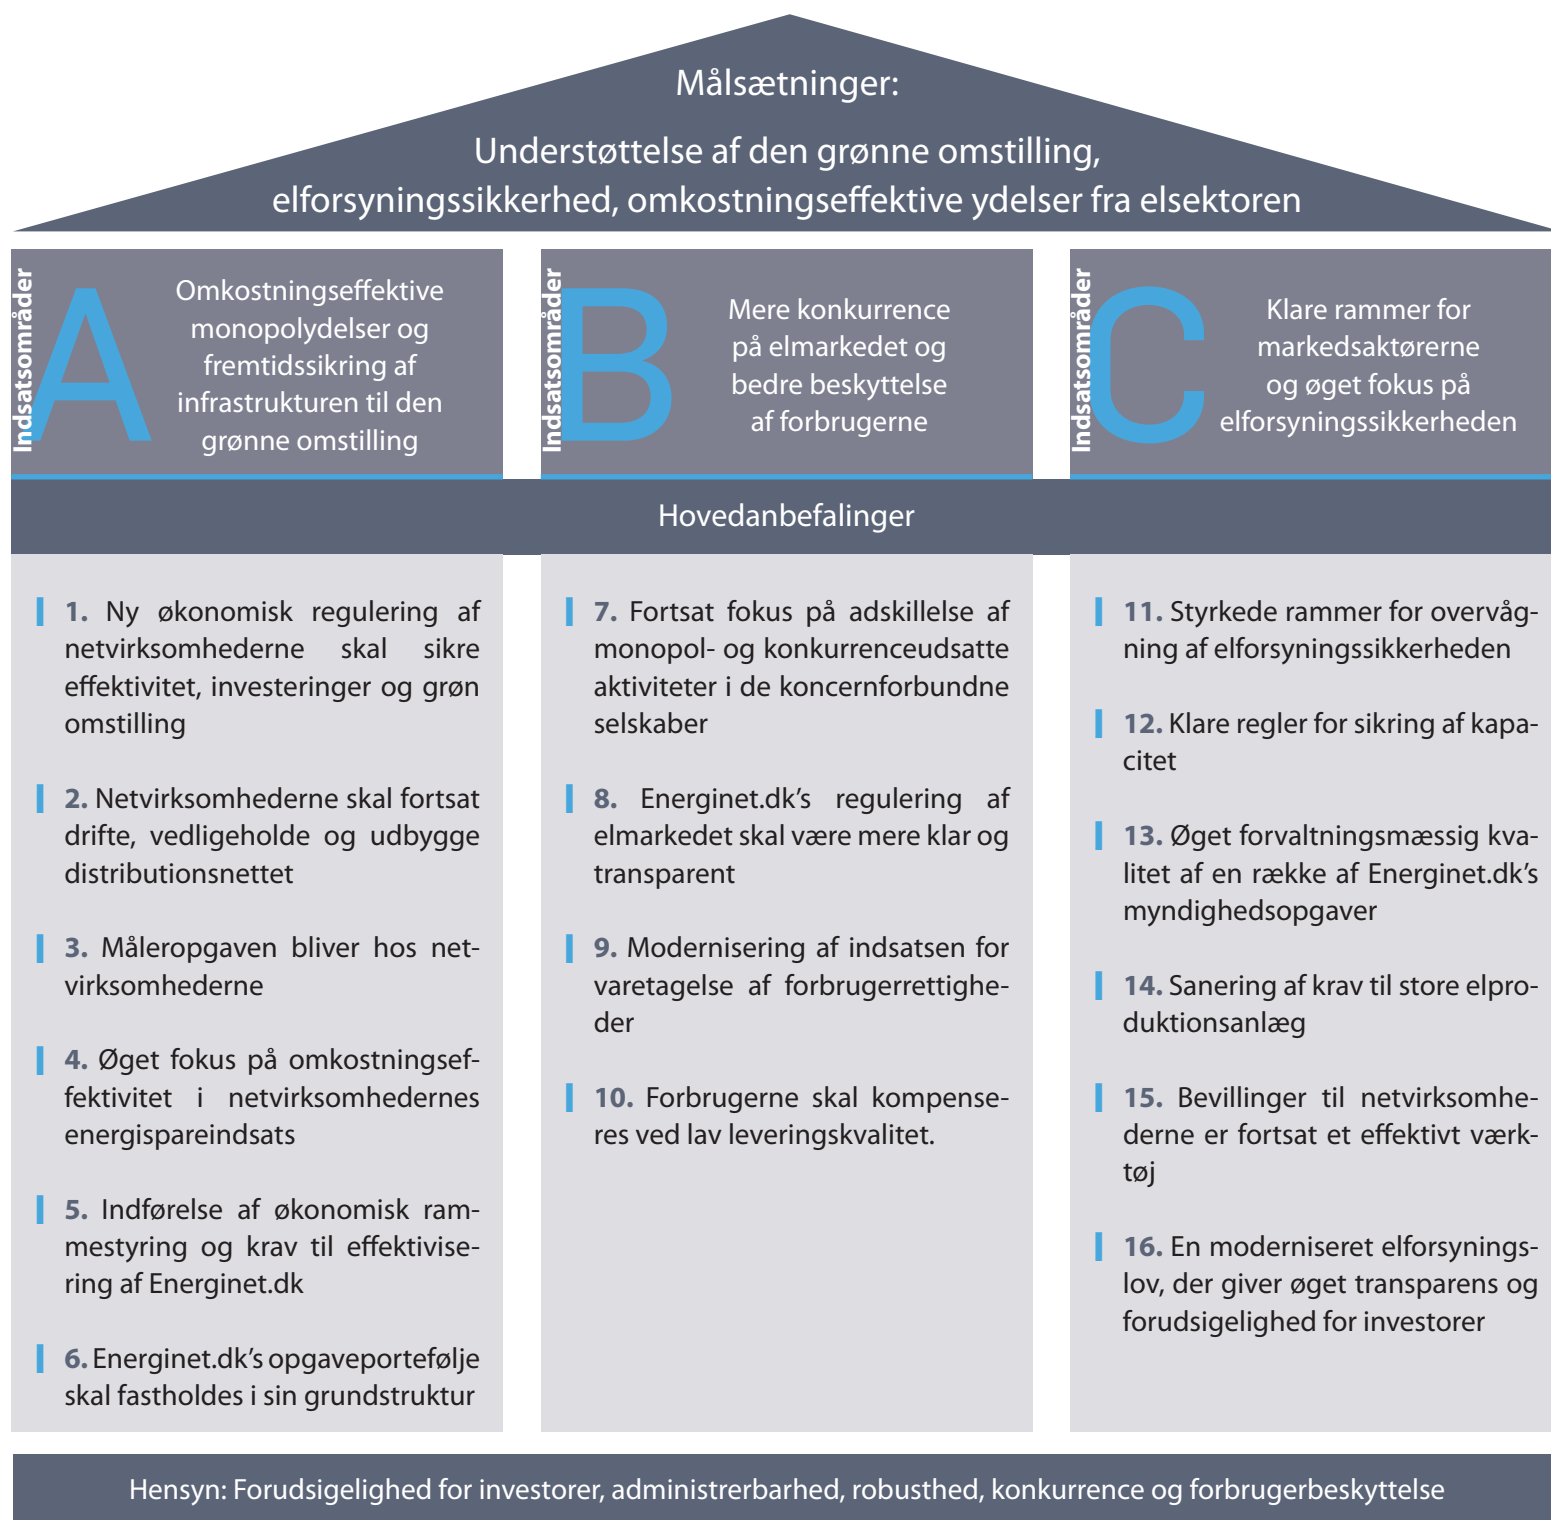 Målsætninger:
Understøttelse af den grønne omstilling,
elforsyningssikkerhed, omkostningseffektive ydelser fra elsektoren
Indsatsområder
A
Omkostningseffektive
monopolydelser og
fremtidssikring af
infrastrukturen til den
grønne omstilling
Indsatsområder
B
Mere konkurrence
på elmarkedet og
bedre beskyttelse
af forbrugerne
Indsatsområder
C
Klare rammer for
markedsaktørerne
og øget fokus på
elforsyningssikkerheden
Hovedanbefalinger
1. Ny økonomisk regulering af
netvirksomhederne skal sikre
effektivitet, investeringer og grøn
omstilling
2. Netvirksomhederne skal fortsat
drifte, vedligeholde og udbygge
distributionsnettet
3. Måleropgaven bliver hos net-
virksomhederne
4. Øget fokus på omkostningsef-
fektivitet i netvirksomhedernes
energispareindsats
5. Indførelse af økonomisk ram-
mestyring og krav til effektivise-
ring af Energinet.dk
6. Energinet.dk's opgaveportefølje
skal fastholdes i sin grundstruktur
7. Fortsat fokus på adskillelse af
monopol- og konkurrenceudsatte
aktiviteter i de koncernforbundne
selskaber
8. Energinet.dk's regulering af
elmarkedet skal være mere klar og
transparent
9. Modernisering af indsatsen for
varetagelse af forbrugerrettighe-
der
10. Forbrugerne skal kompense-
res ved lav leveringskvalitet.
11. Styrkede rammer for overvåg-
ning af elforsyningssikkerheden
12. Klare regler for sikring af kapa-
citet
13. Øget forvaltningsmæssig kva-
litet af en række af Energinet.dk's
myndighedsopgaver
14. Sanering af krav til store elpro-
duktionsanlæg
15. Bevillinger til netvirksomhe-
derne er fortsat et effektivt værk-
tøj
16. En moderniseret elforsynings-
lov, der giver øget transparens og
forudsigelighed for investorer
Hensyn: Forudsigelighed for investorer, administrerbarhed, robusthed, konkurrence og forbrugerbeskyttelse